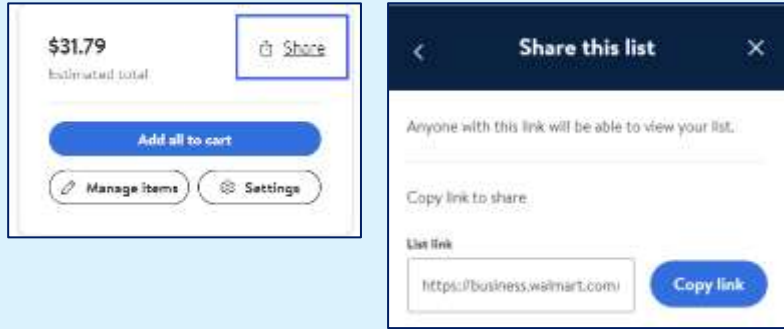 $31.79
Share
Estimated total
Add all to cart
Manage items
Settings
Share this list
Anyone with this link will be able to view your list.
Copy link to share
List link
https://business.walmart.com/
Copy link